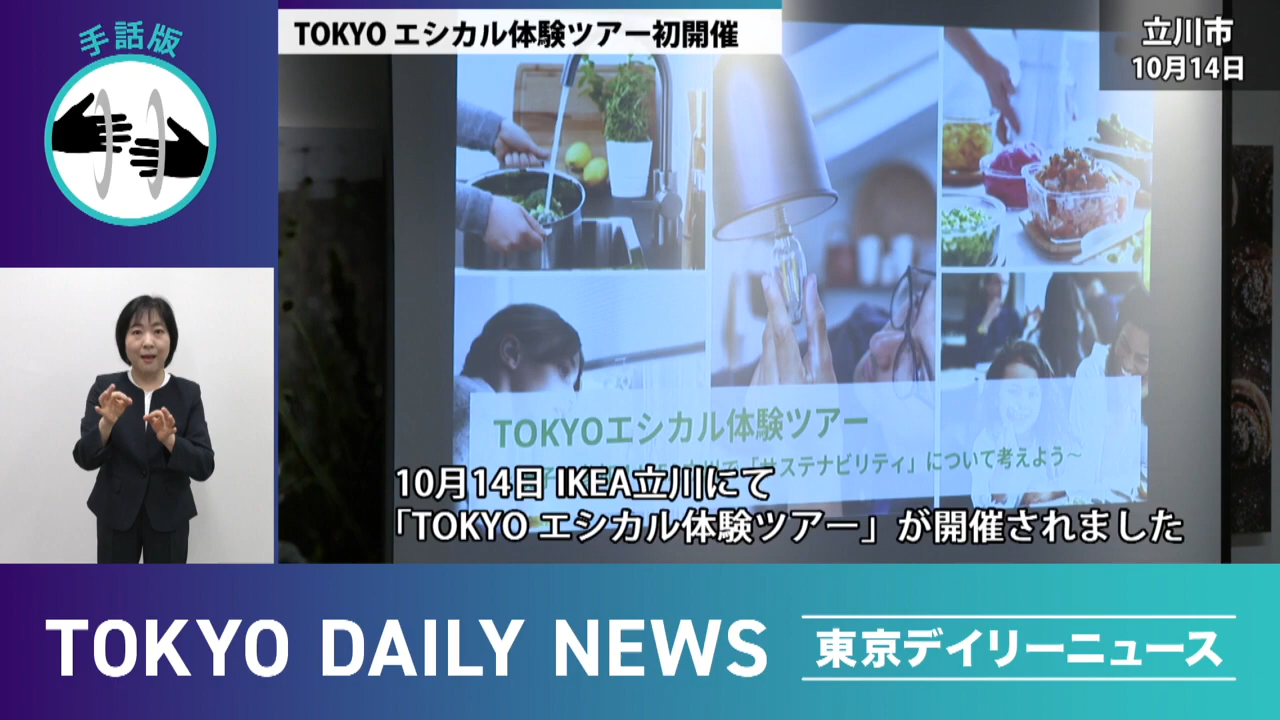 手話版
TOKYO エシカル体験ツアー初開催
立川市
10月14日
TOKYOエシカル体験ツアー
「サステナビリティ」について考えよう～
10月14日 IKEA立川にて
「TOKYO エシカル体験ツアー」が開催されました
TOKYO DAILY NEWS
東京デイリーニュース